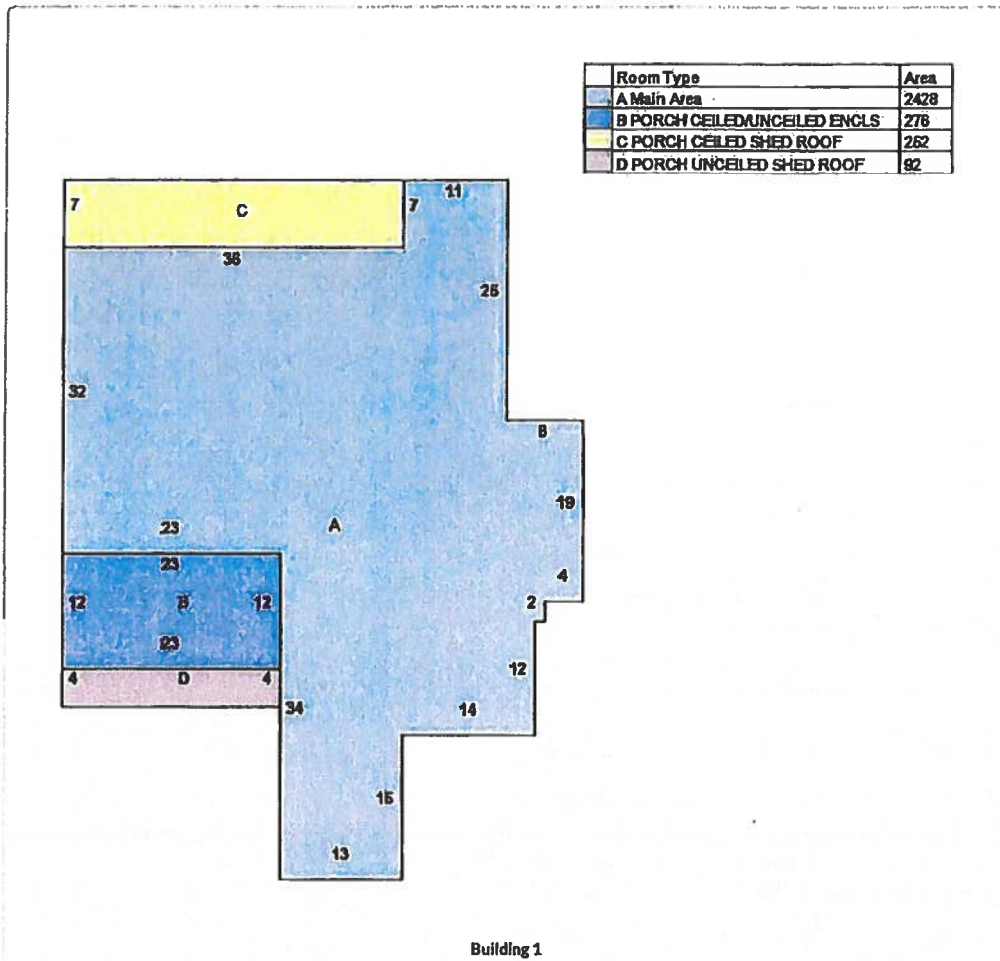 Room Type Area
A Main Area 2428
B PORCH CEILED/UNCEILED ENCLS 276
C PORCH CEILED SHED ROOF 252
D PORCH UNCEILED SHED ROOF 92
7 C 7 11
36
25
32
8
19
23 A
23
4
12 B 12 2
23
12
4 D 4
34 14
15
13
Building 1